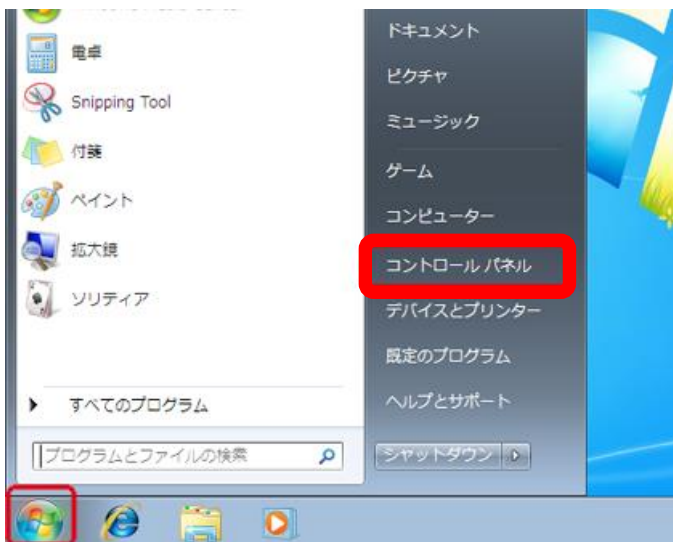 電卓
Snipping Tool
付箋
ペイント
拡大鏡
ソリティア
すべてのプログラム
プログラムとファイルの検索
ドキュメント
ピクチャ
ミュージック
ゲーム
コンピューター
コントロール パネル
デバイスとプリンター
既定のプログラム
ヘルプとサポート
シャットダウン